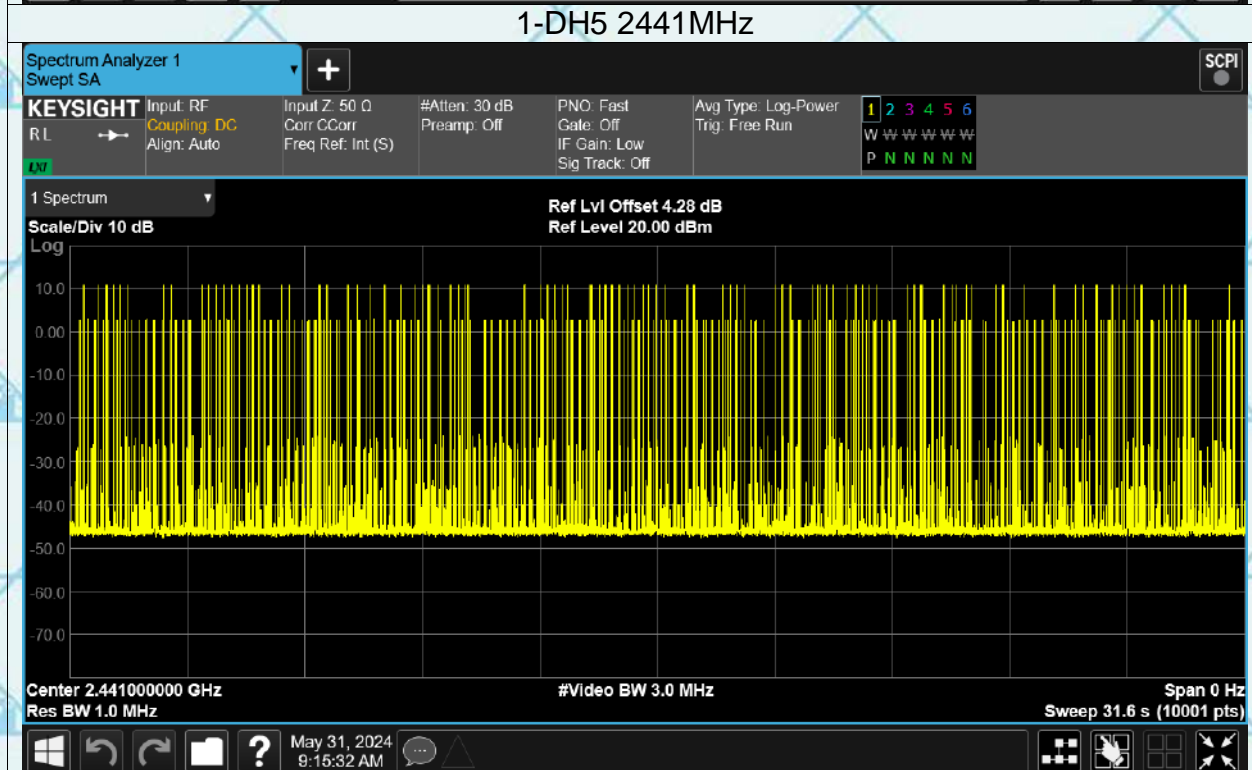 1-DH5 2441MHz
Spectrum Analyzer 1
Swept SA
+
SCPI
KEYSIGHT
R L
LXI
Input: RF
Coupling: DC
Align: Auto
Input Z: 50 Ω
Corr CCorr
Freq Ref: Int (S)
#Atten: 30 dB
Preamp: Off
PNO: Fast
Gate: Off
IF Gain: Low
Sig Track: Off
Avg Type: Log-Power
Trig: Free Run
1 2 3 4 5 6
W W W W W W
P N N N N N
1 Spectrum
Scale/Div 10 dB
Ref Lvl Offset 4.28 dB
Ref Level 20.00 dBm
Log
10.0
0.00
-10.0
-20.0
-30.0
-40.0
-50.0
-60.0
-70.0
Center 2.441000000 GHz
#Video BW 3.0 MHz
Span 0 Hz
Res BW 1.0 MHz
Sweep 31.6 s (10001 pts)
?
May 31, 2024
9:15:32 AM